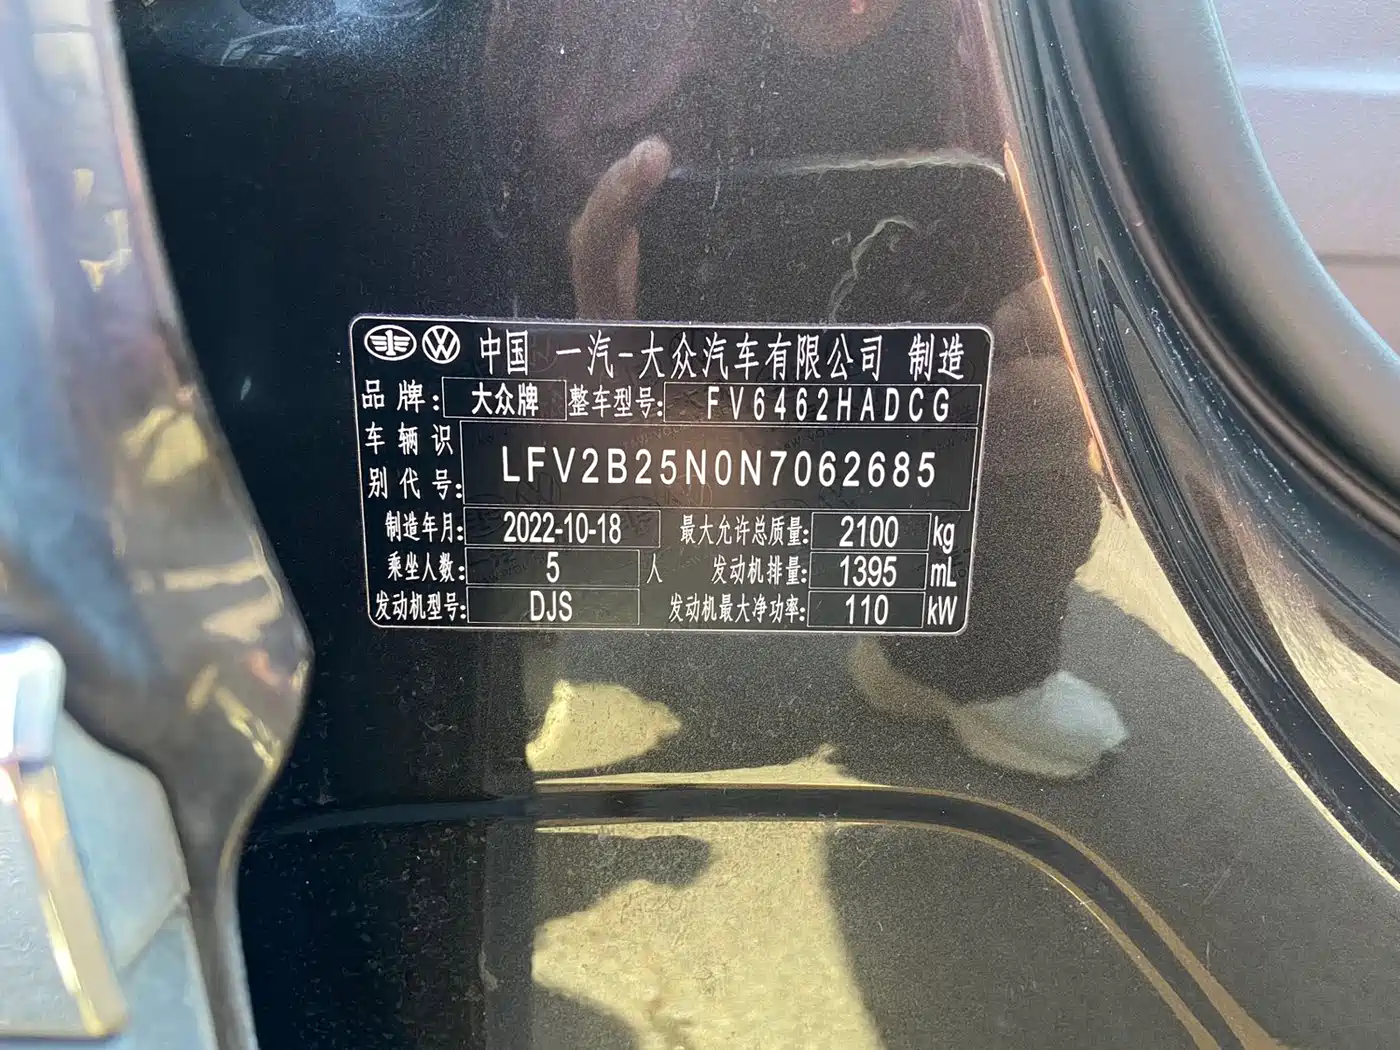 中国 一汽-大众汽车有限公司 制造
品牌: 大众牌 整车型号: FV6462HADCG
车辆识别代号: LFV2B25N0N7062685
制造年月: 2022-10-18 最大允许总质量: 2100 kg
乘坐人数: 5 人 发动机排量: 1395 mL
发动机型号: DJS 发动机最大净功率: 110 kW